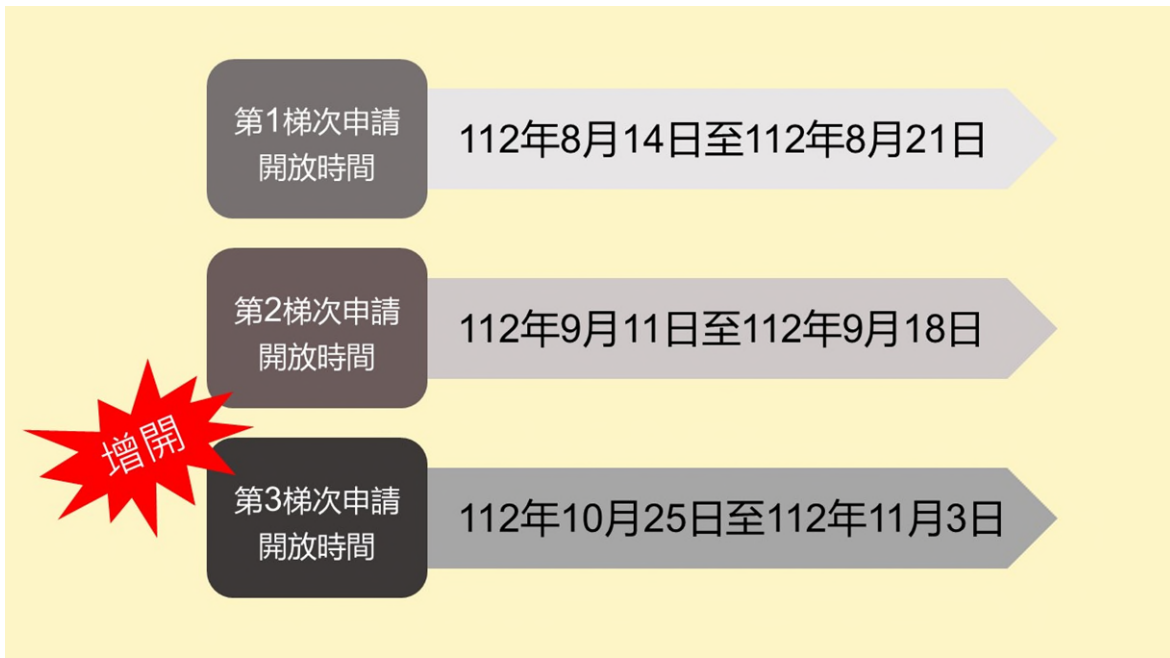 第1梯次申請
開放時間
112年8月14日至112年8月21日
第2梯次申請
開放時間
112年9月11日至112年9月18日
增開
第3梯次申請
開放時間
112年10月25日至112年11月3日